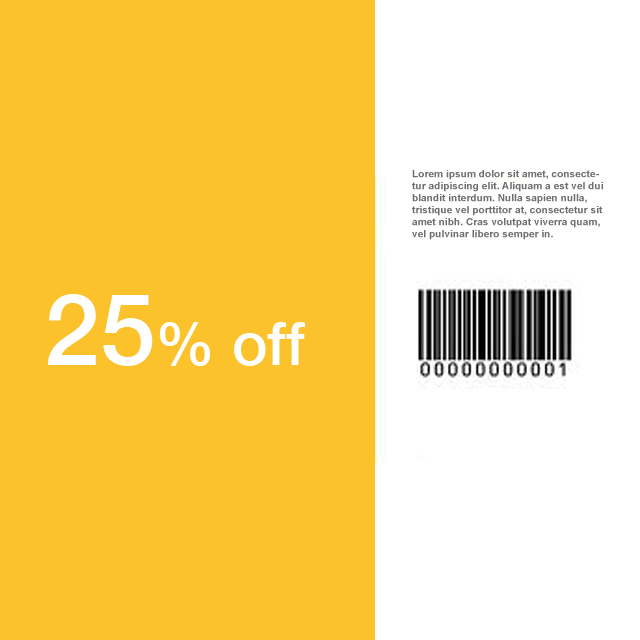 25% off
Lorem ipsum dolor sit amet, consecte-
tur adipiscing elit. Aliquam a est vel dui
blandit interdum. Nulla sapien nulla,
tristique vel porttitor at, consectetur sit
amet nibh. Cras volutpat viverra quam,
vel pulvinar libero semper in.
00000000001